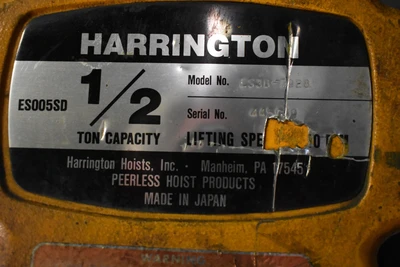 HARRINGTON
Model No.
ES005SD
1/2
Serial No.
TON CAPACITY
LIFTING
Harrington Hoists, Inc. - Manheim, PA 17545
PEERLESS HOIST PRODUCTS
MADE IN JAPAN
WARNING